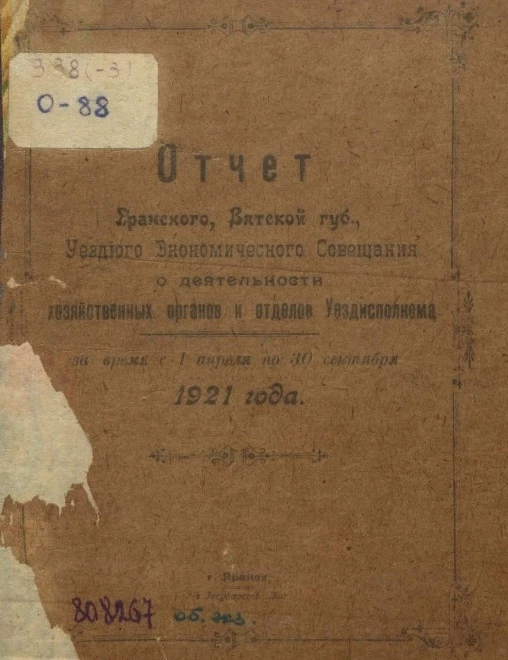 338(-3)
О-88
Отчет
Яранского, Вятской губ.,
Уездного Экономического Совещания
о деятельности
хозяйственных органов и отделов Уездисполкома
за время с 1 апреля по 30 сентября
1921 года.
г. Яранск,
808267 об. экз.